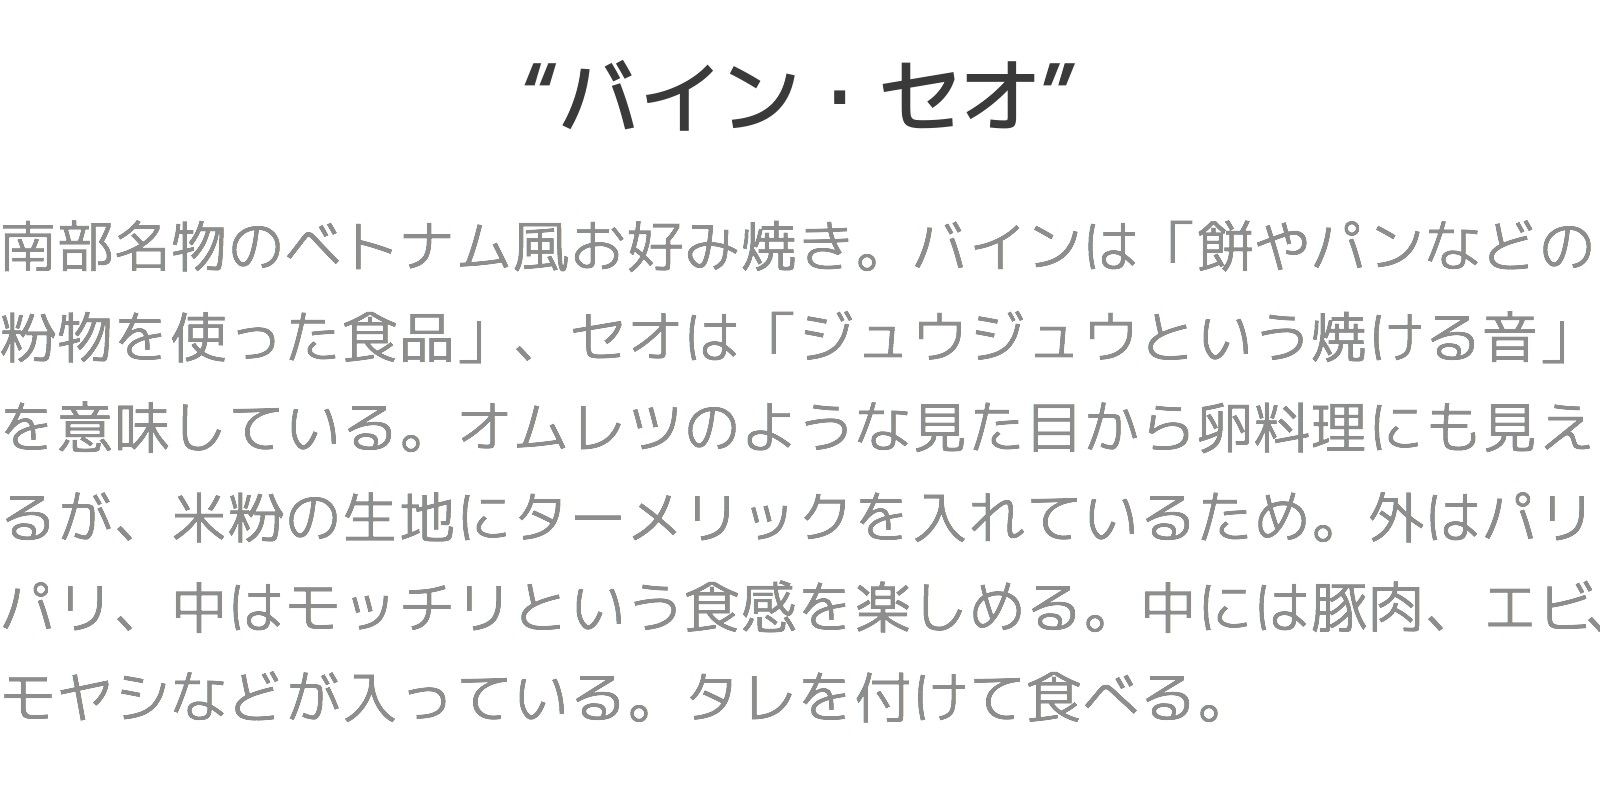 “バイン・セオ”
南部名物のベトナム風お好み焼き。バインは「餅やパンなどの
粉物を使った食品」、セオは「ジュウジュウという焼ける音」
を意味している。オムレツのような見た目から卵料理にも見え
るが、米粉の生地にターメリックを入れているため。外はパリ
パリ、中はモッチリという食感を楽しめる。中には豚肉、エビ、
モヤシなどが入っている。タレを付けて食べる。